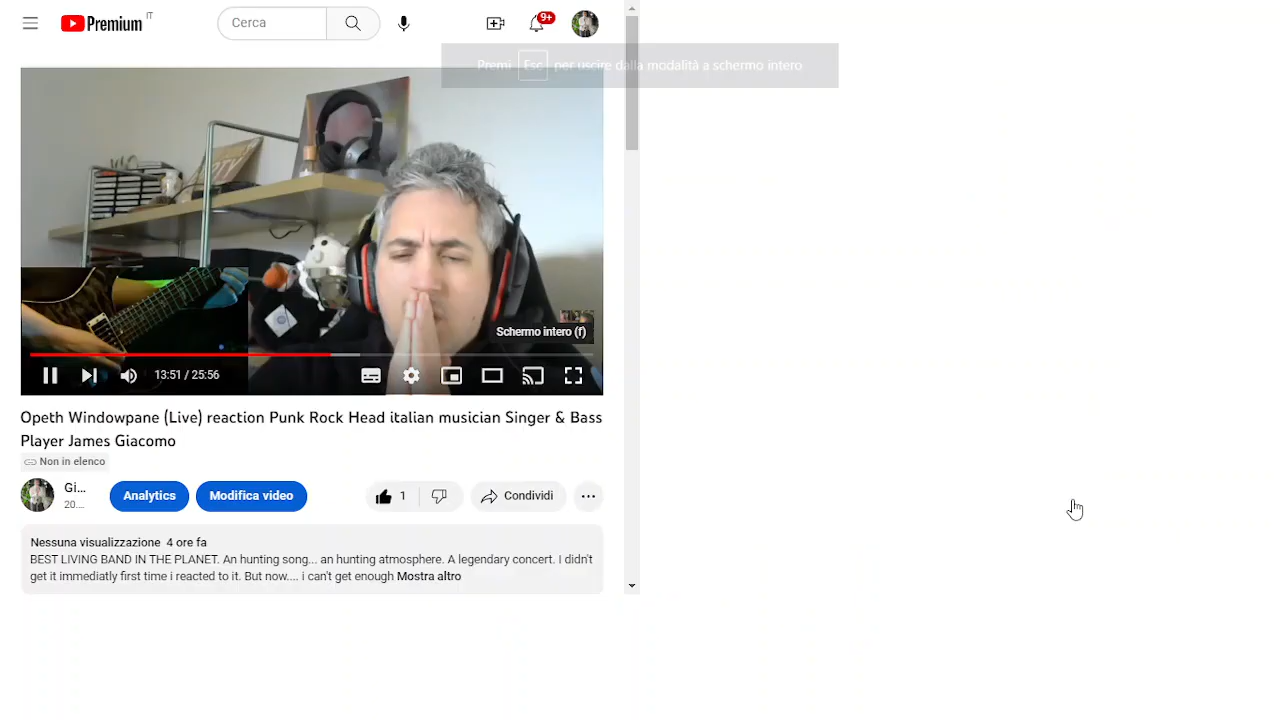 Premium IT
Cerca
9+
Premi Esc per uscire dalla modalità a schermo intero
Schermo intero (f)
13:51 / 25:56
Opeth Windowpane (Live) reaction Punk Rock Head italian musician Singer & Bass
Player James Giacomo
Non in elenco
Gi...
20...
Analytics
Modifica video
1
Condividi
Nessuna visualizzazione 4 ore fa
BEST LIVING BAND IN THE PLANET. An hunting song... an hunting atmosphere. A legendary concert. I didn't
get it immediatly first time i reacted to it. But now.... i can't get enough Mostra altro